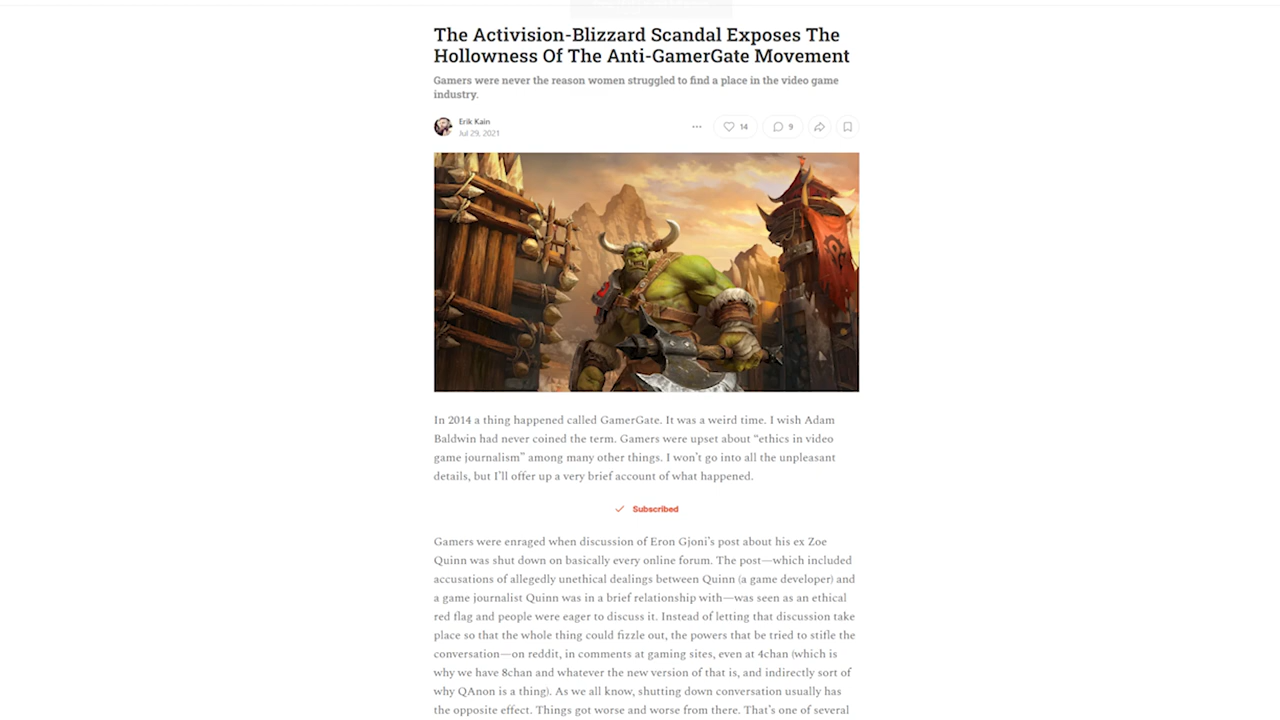 The Activision-Blizzard Scandal Exposes The
Hollowness Of The Anti-GamerGate Movement
Gamers were never the reason women struggled to find a place in the video game
industry.
Erik Kain
Jul 29, 2021
14
9
In 2014 a thing happened called GamerGate. It was a weird time. I wish Adam
Baldwin had never coined the term. Gamers were upset about “ethics in video
game journalism” among many other things. I won’t go into all the unpleasant
details, but I’ll offer up a very brief account of what happened.
Subscribed
Gamers were enraged when discussion of Eron Gjoni’s post about his ex Zoe
Quinn was shut down on basically every online forum. The post—which included
accusations of allegedly unethical dealings between Quinn (a game developer) and
a game journalist Quinn was in a brief relationship with—was seen as an ethical
red flag and people were eager to discuss it. Instead of letting that discussion take
place so that the whole thing could fizzle out, the powers that be tried to stifle the
conversation—on reddit, in comments at gaming sites, even at 4chan (which is
why we have 8chan and whatever the new version of that is, and indirectly sort of
why QAnon is a thing). As we all know, shutting down conversation usually has
the opposite effect. Things got worse and worse from there. That’s one of several